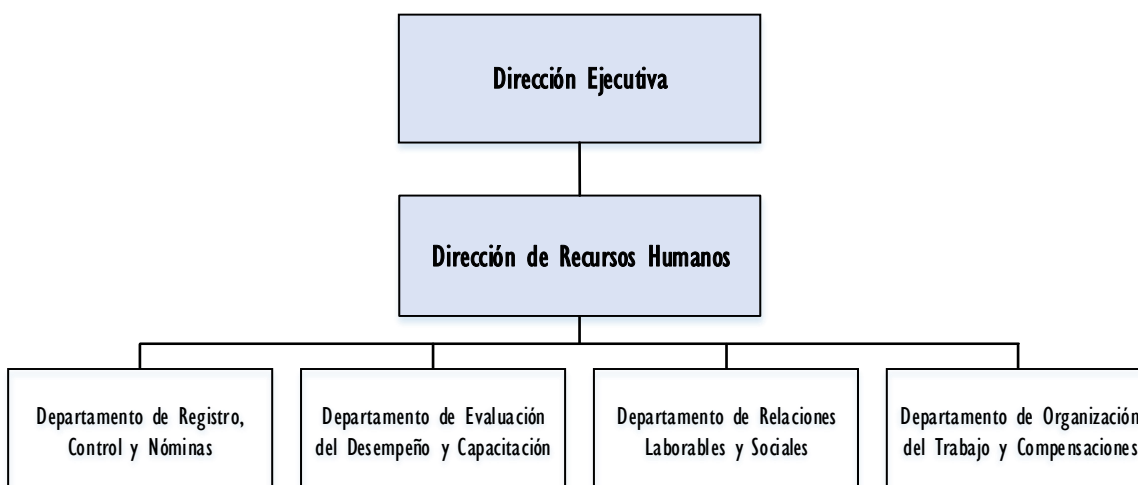 Dirección Ejecutiva
Dirección de Recursos Humanos
Departamento de Registro,
Control y Nóminas
Departamento de Evaluación
del Desempeño y Capacitación
Departamento de Relaciones
Laborables y Sociales
Departamento de Organización
del Trabajo y Compensaciones